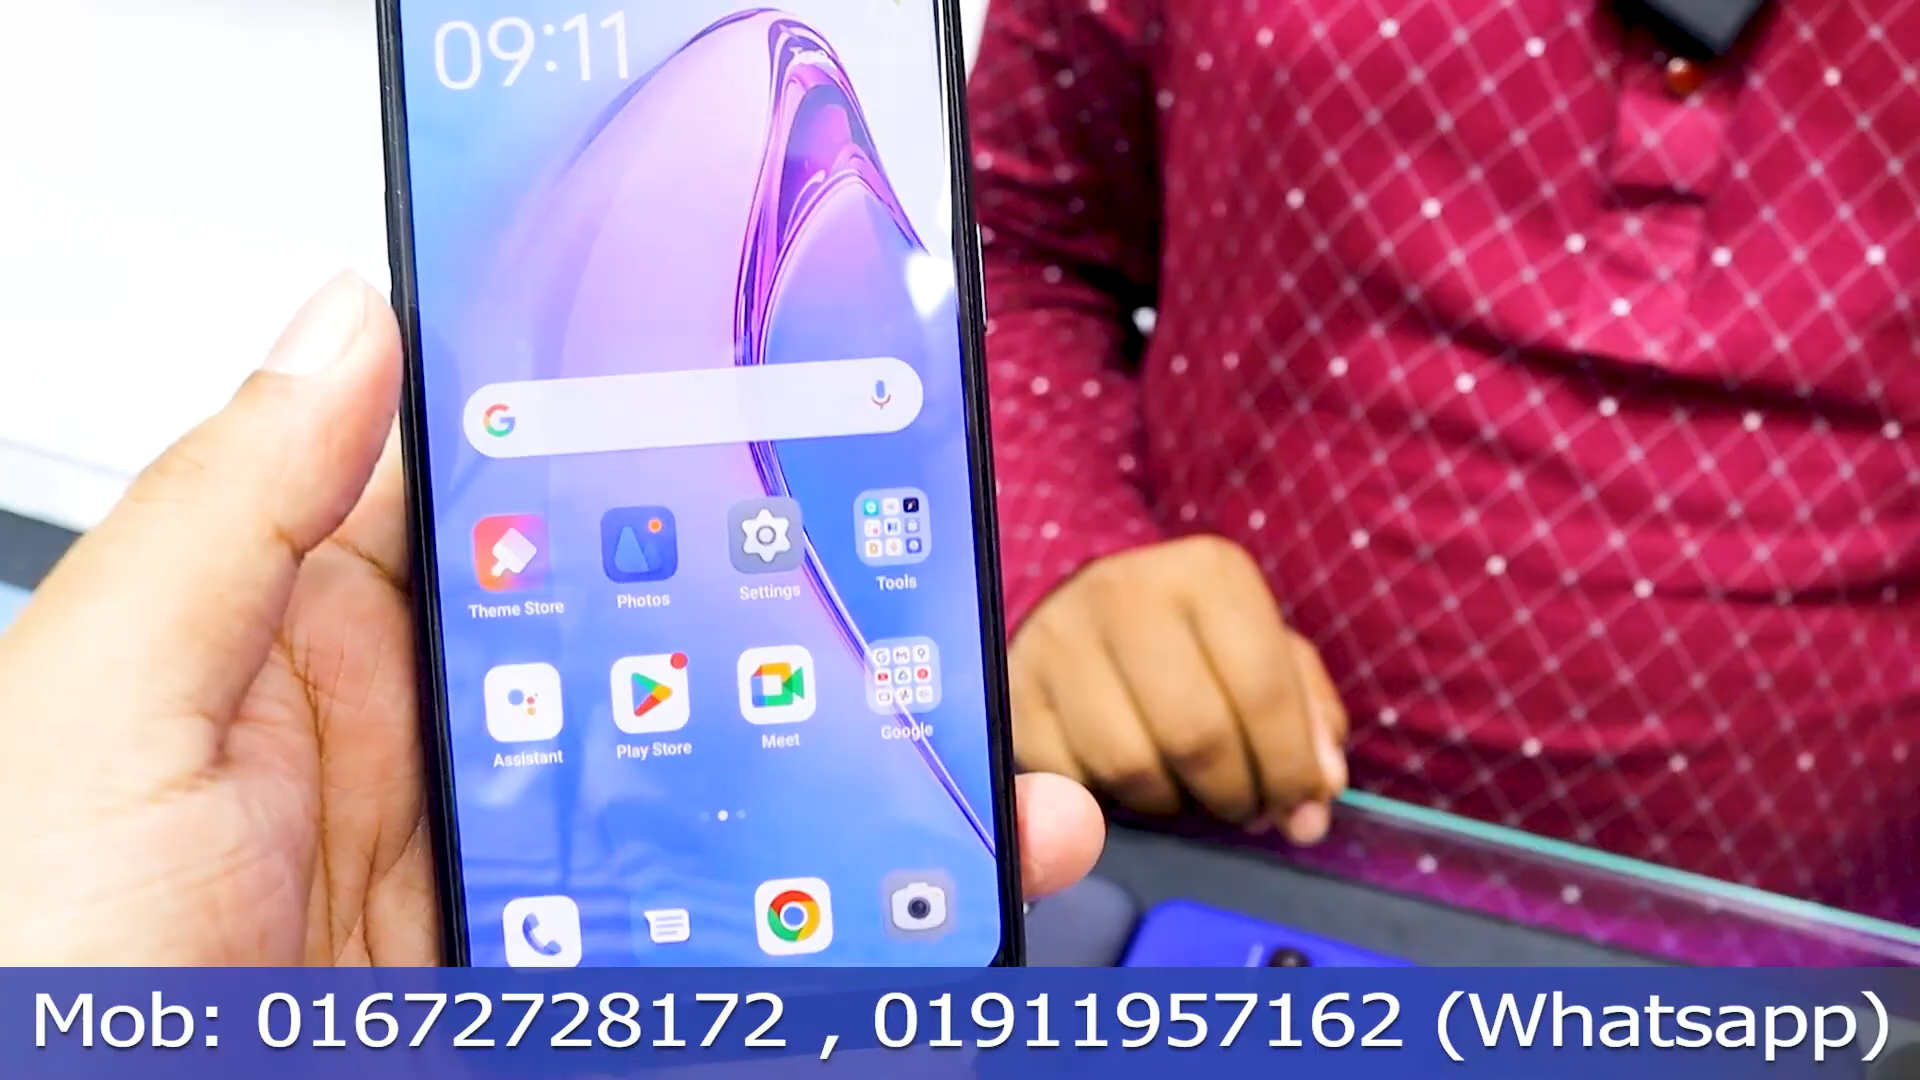 09:11
Theme Store
Photos
Settings
Tools
Assistant
Play Store
Meet
Google
Mob: 01672728172 , 01911957162 (Whatsapp)